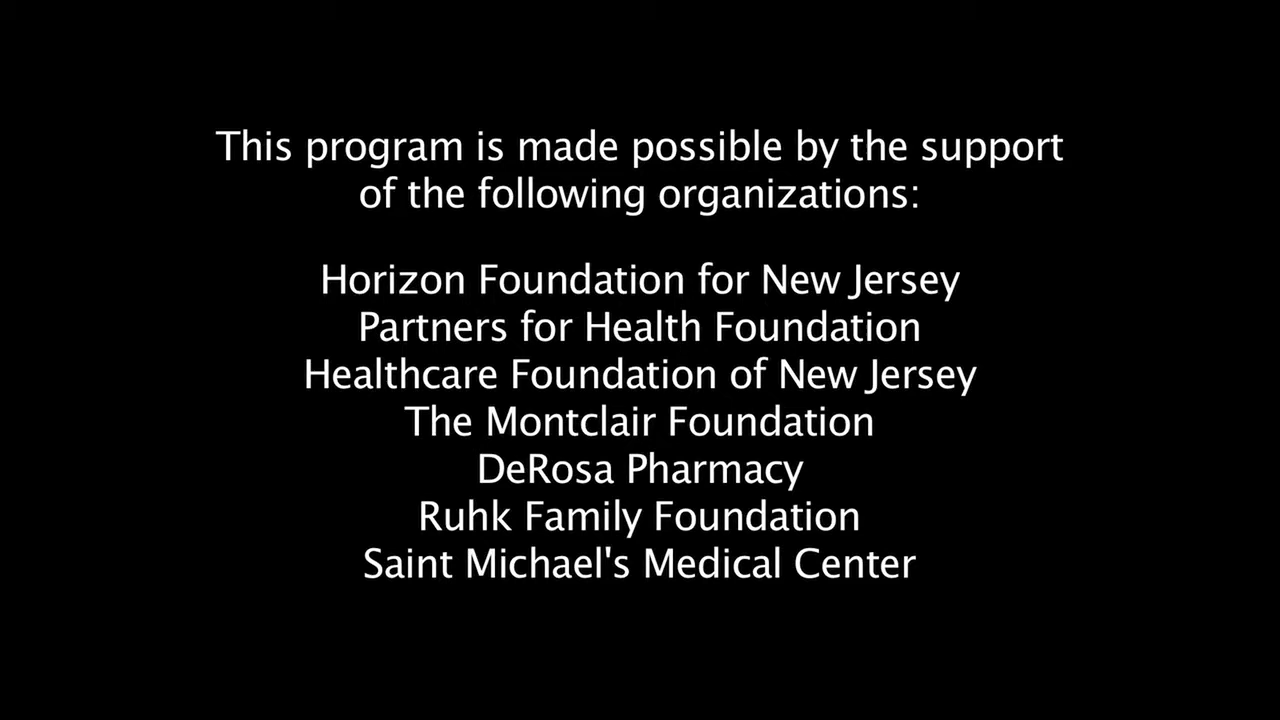 This program is made possible by the support
of the following organizations:
Horizon Foundation for New Jersey
Partners for Health Foundation
Healthcare Foundation of New Jersey
The Montclair Foundation
DeRosa Pharmacy
Ruhk Family Foundation
Saint Michael's Medical Center